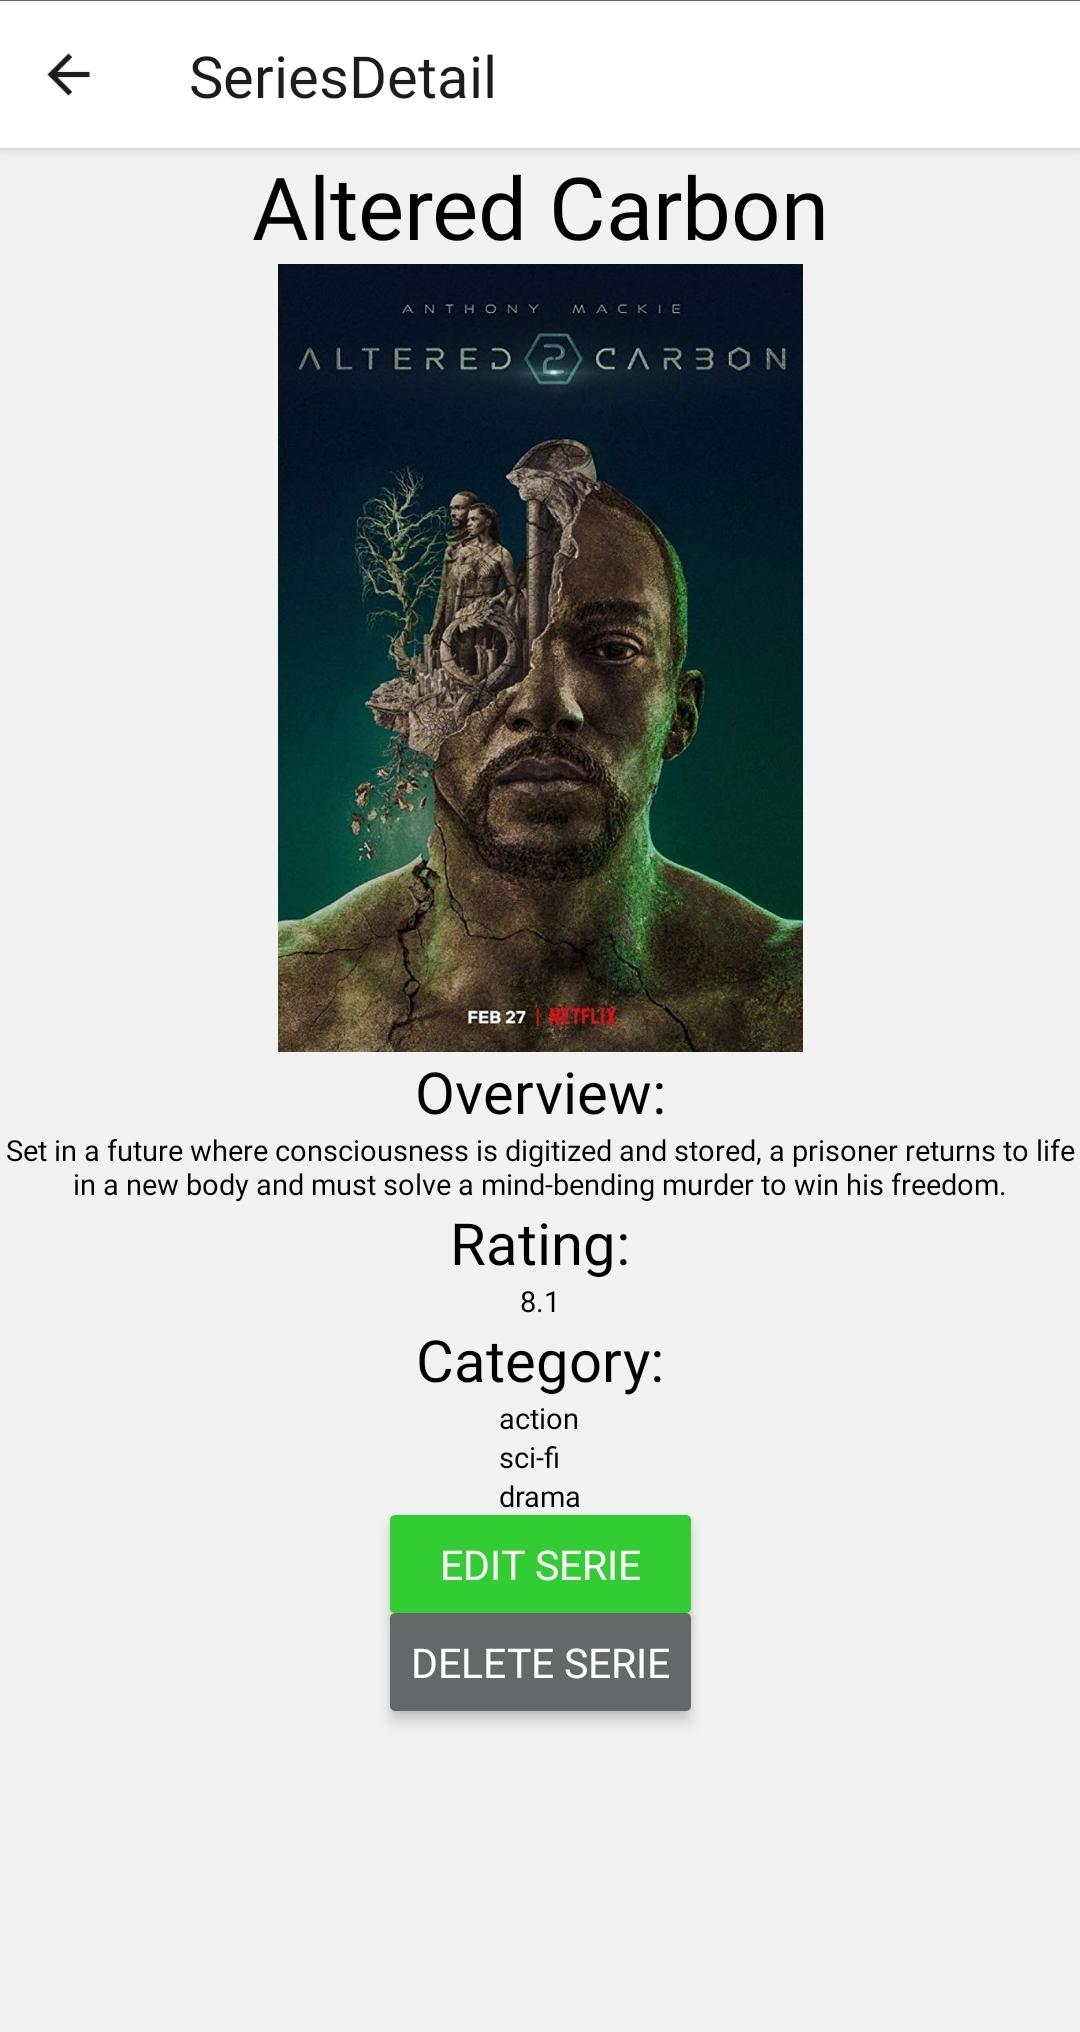 SeriesDetail
Altered Carbon
ANTHONY MACKIE
ALTERED 2 CARBON
FEB 27 | NETFLIX
Overview:
Set in a future where consciousness is digitized and stored, a prisoner returns to life
in a new body and must solve a mind-bending murder to win his freedom.
Rating:
8.1
Category:
action
sci-fi
drama
EDIT SERIE
DELETE SERIE